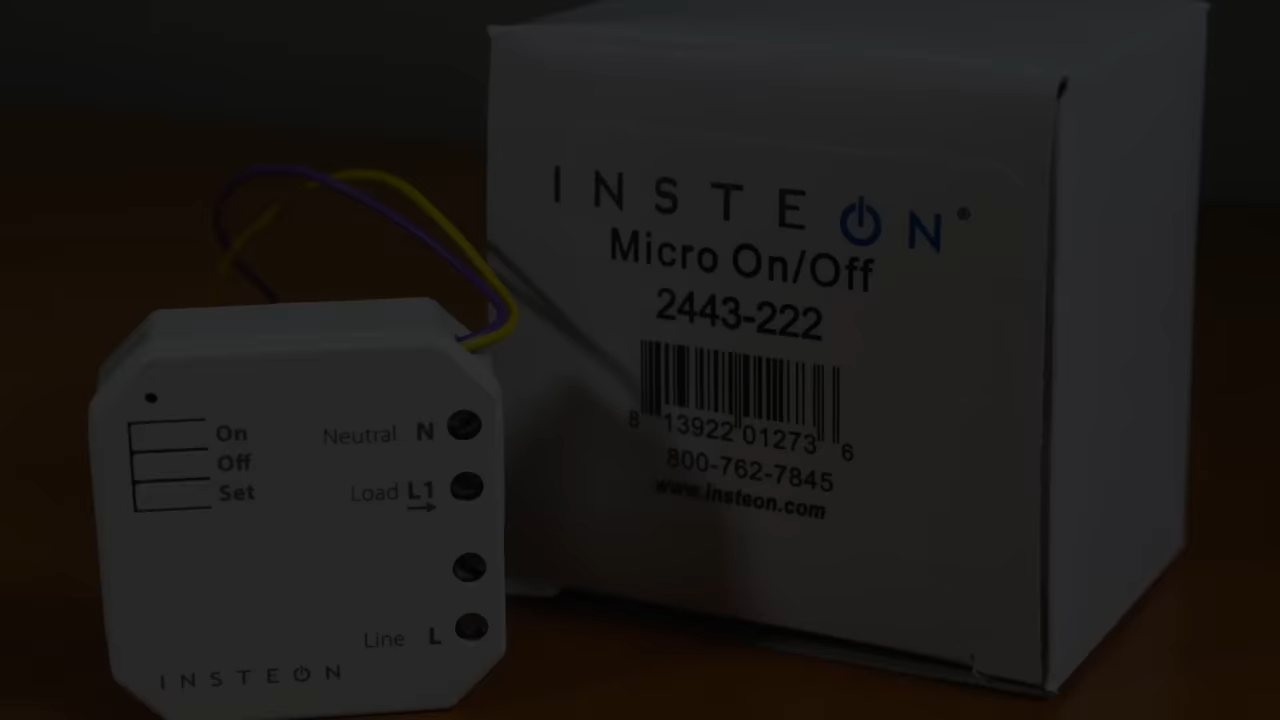 INSTEON®
Micro On/Off
2443-222
8 13922 01273 6
800-762-7845
www.insteon.com
On
Off
Set
Neutral N
Load L1
Line L
INSTEON